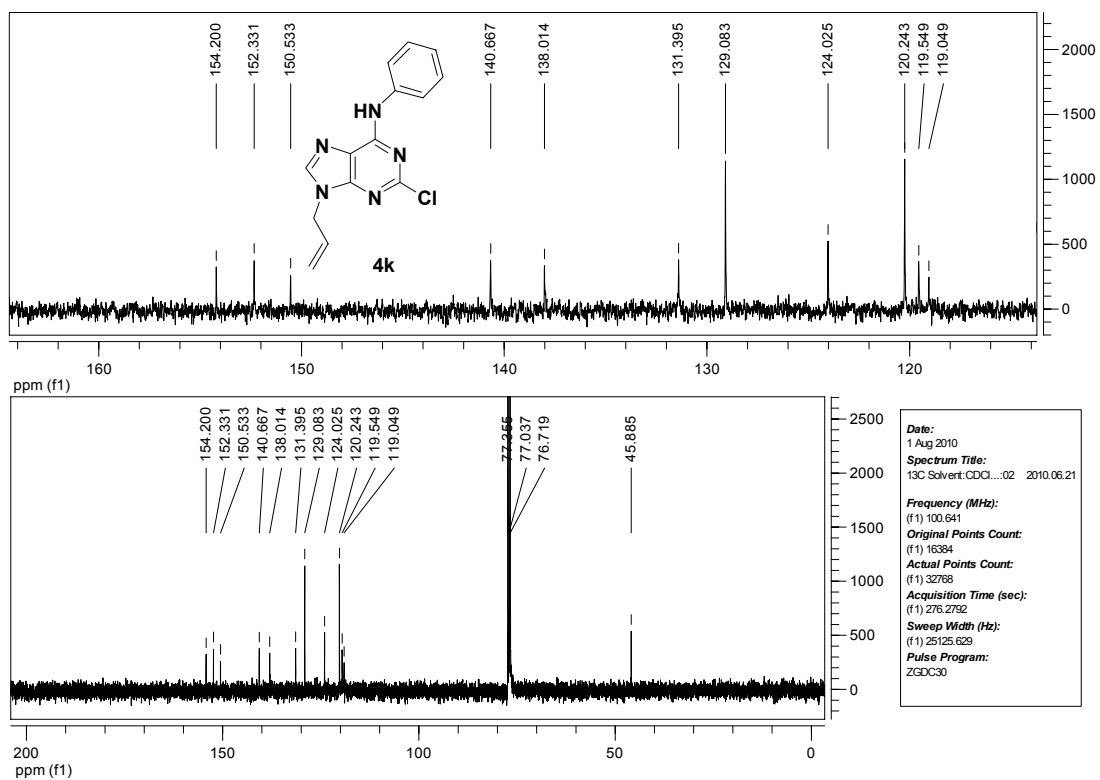 154.200
152.331
150.533
140.667
138.014
131.395
129.083
124.025
120.243
119.549
119.049
HN
N
N
N
N
Cl
4k
2000
1500
1000
500
0
160
150
140
130
120
ppm (f1)
154.200
152.331
150.533
140.667
138.014
131.395
129.083
124.025
120.243
119.549
119.049
77.355
77.037
76.719
45.885
2500
2000
1500
1000
500
0
200
150
100
50
0
ppm (f1)
Date:
1 Aug 2010
Spectrum Title:
13C Solvent:CDCl...:02 2010.06.21
Frequency (MHz):
(f1) 100.641
Original Points Count:
(f1) 16384
Actual Points Count:
(f1) 32768
Acquisition Time (sec):
(f1) 276.2792
Sweep Width (Hz):
(f1) 25125.629
Pulse Program:
ZGDC30